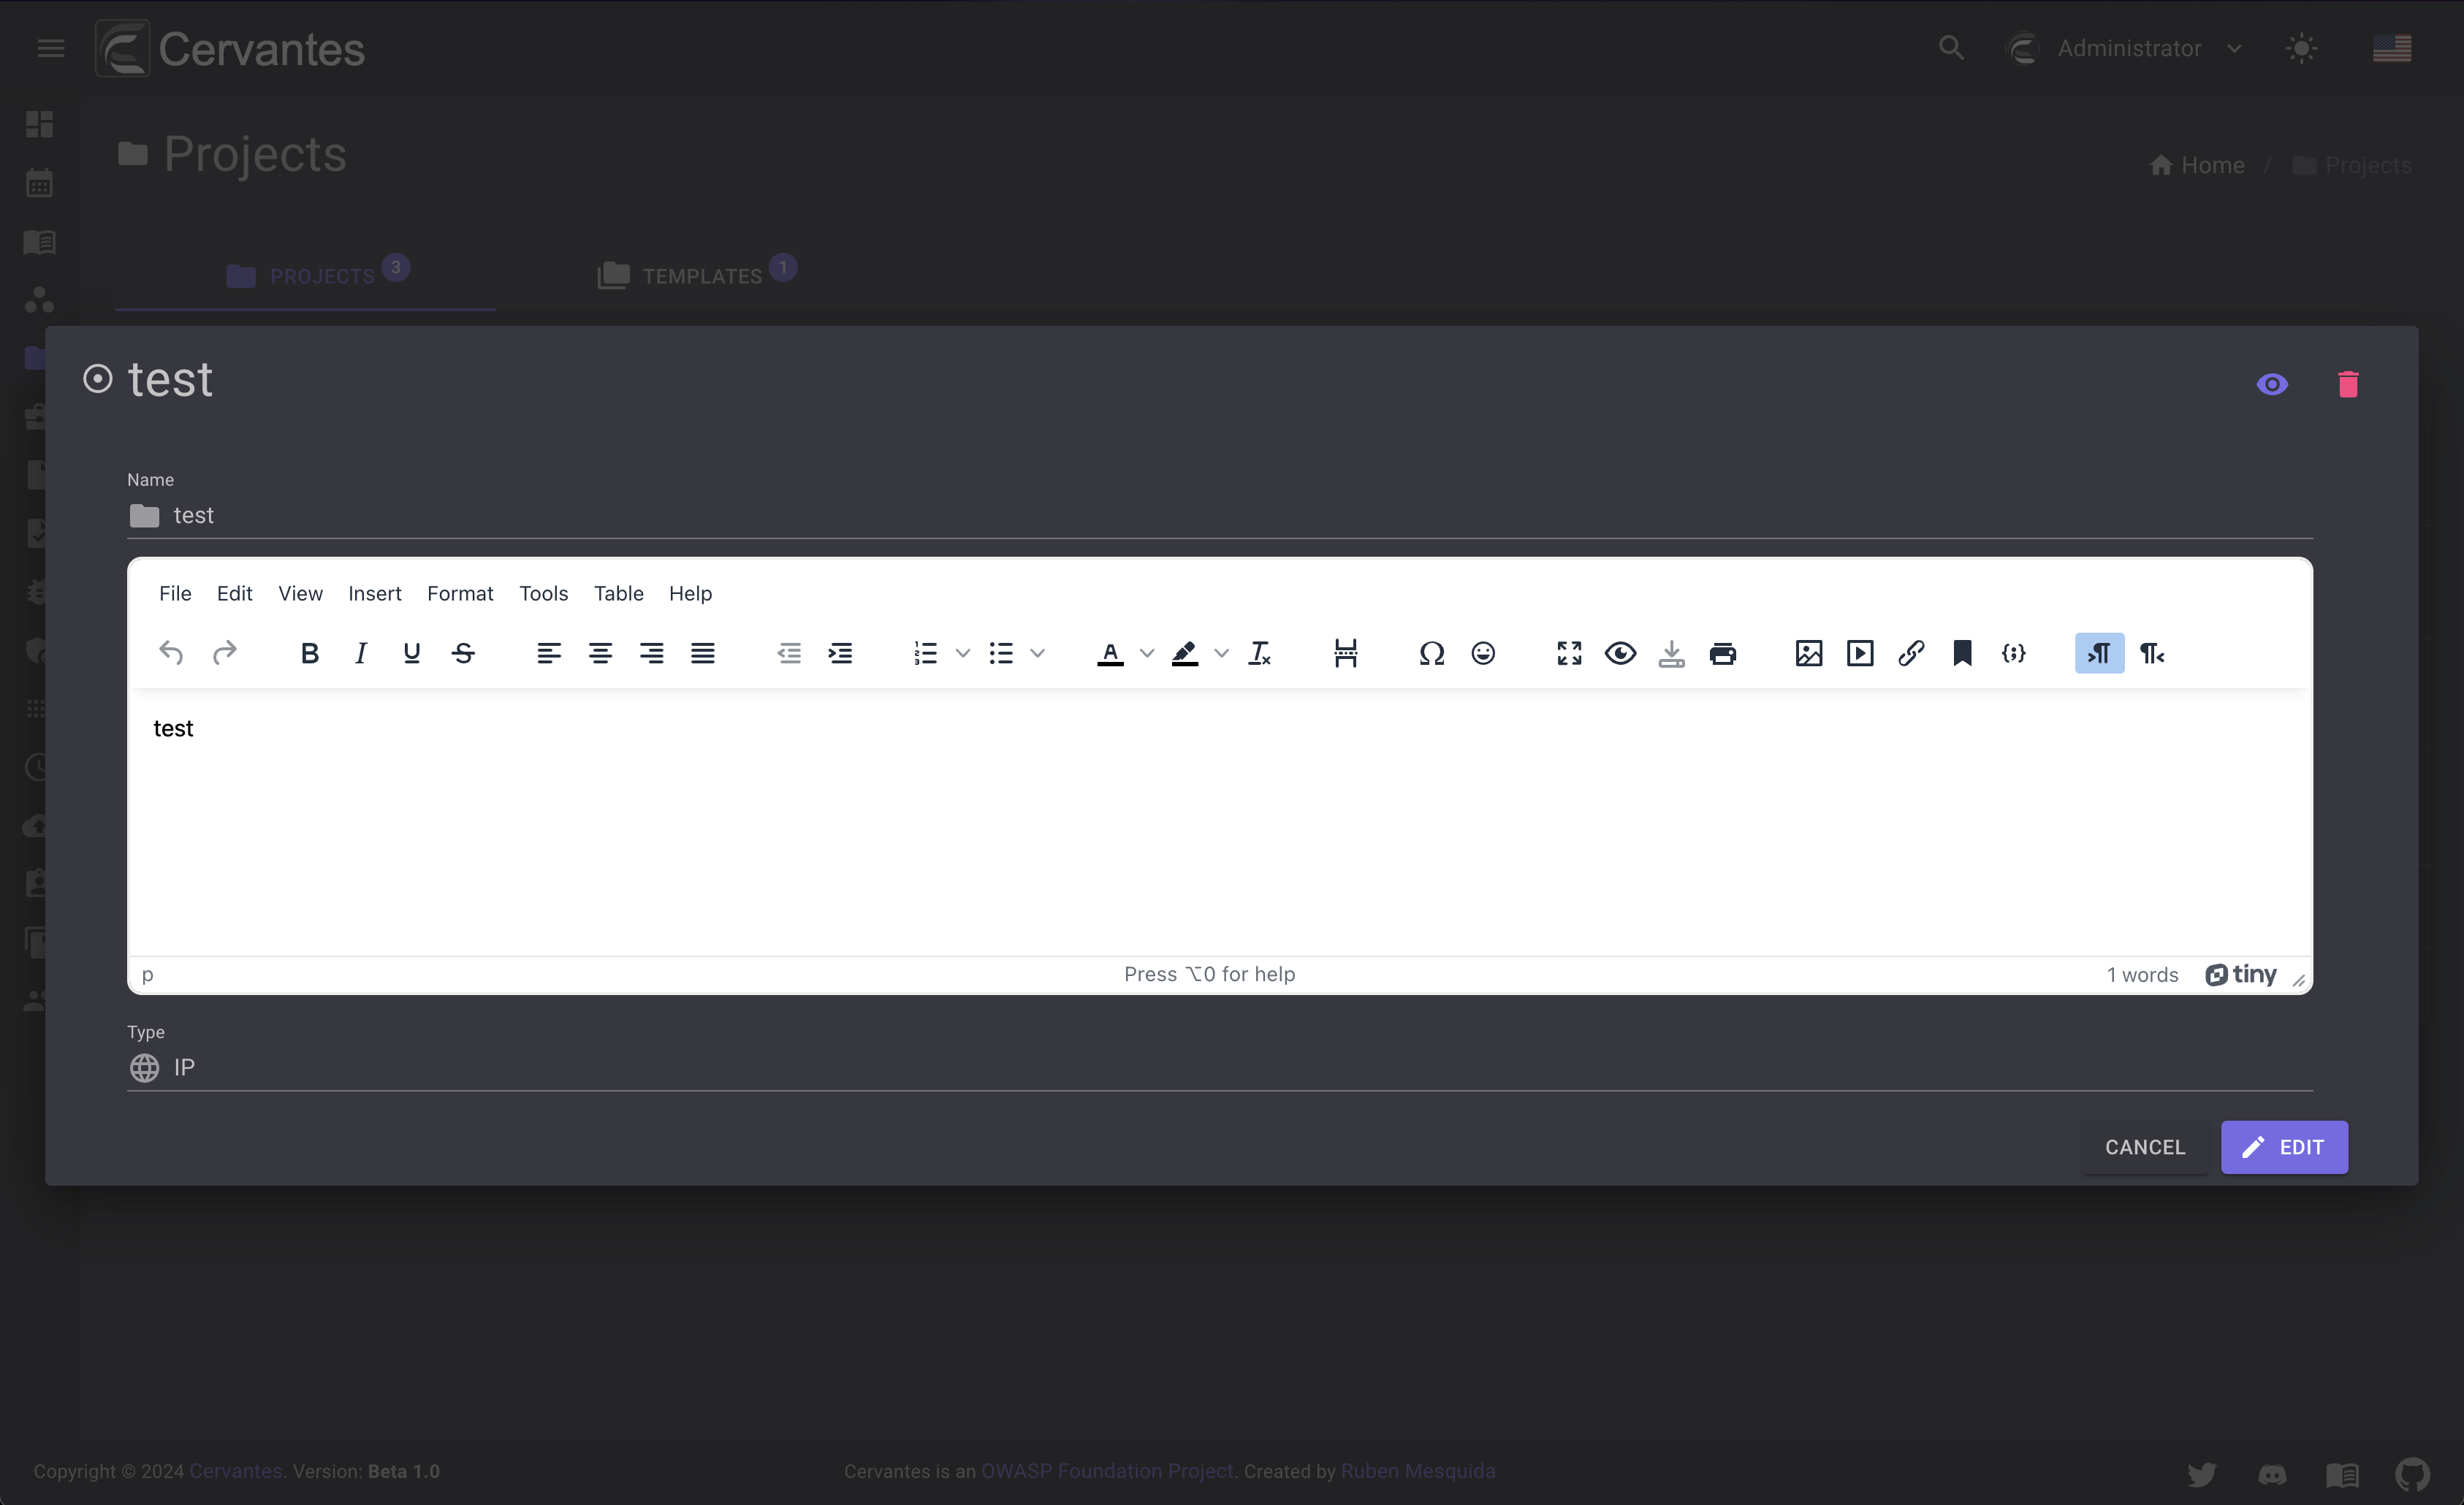 Cervantes
Administrator
Projects
Home / Projects
PROJECTS 3
TEMPLATES 1
test
Name
test
File Edit View Insert Format Tools Table Help
test
p
Press ⌥0 for help
1 words
tiny
Type
IP
CANCEL
EDIT
Copyright © 2024 Cervantes. Version: Beta 1.0
Cervantes is an OWASP Foundation Project. Created by Ruben Mesquida